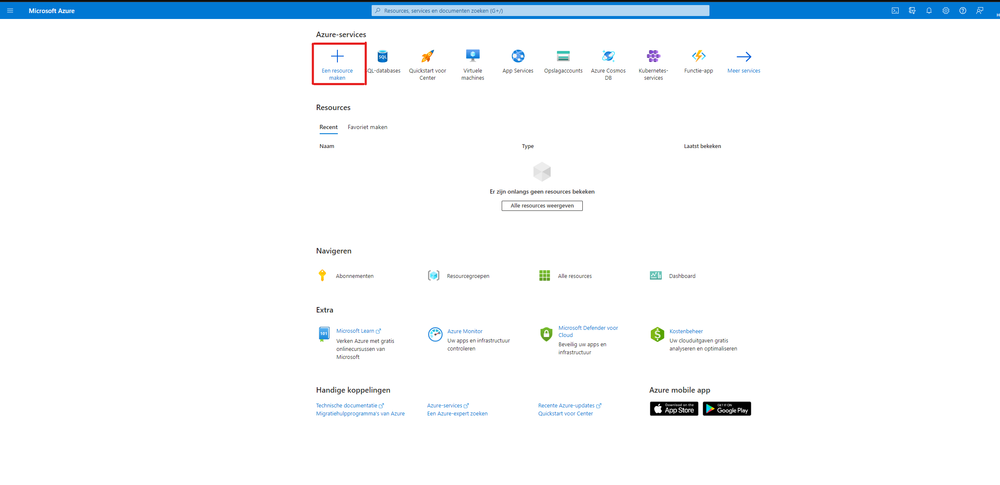 Microsoft Azure
Resources, services en documenten zoeken (G+/)
Azure-services
Een resource
maken
SQL
QL-databases
Quickstart voor
Center
Virtuele
machines
App Services
Opslagaccounts
Azure Cosmos
DB
Kubernetes-
services
Functie-app
Meer services
Resources
Recent
Favoriet maken
Naam
Type
Laatst bekeken
Er zijn onlangs geen resources bekeken
Alle resources weergeven
Navigeren
Abonnementen
Resourcegroepen
Alle resources
Dashboard
Extra
101
Microsoft Learn
Verken Azure met gratis
onlinecursussen van
Microsoft
Azure Monitor
Uw apps en infrastructuur
controleren
Microsoft Defender voor
Cloud
Beveilig uw apps en
infrastructuur
$
Kostenbeheer
Uw clouduitgaven gratis
analyseren en optimaliseren
Handige koppelingen
Technische documentatie
Migratiehulpprogramma's van Azure
Azure-services
Een Azure-expert zoeken
Recente Azure-updates
Quickstart voor Center
Azure mobile app
Download on the
App Store
GET IT ON
Google Play